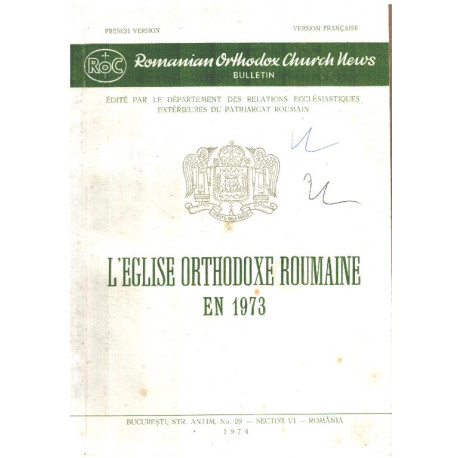 FRENCH VERSION
VERSION FRANÇAISE
ROC
Romanian Orthodox Church News
BULLETIN
ÉDITÉ PAR LE DÉPARTEMENT DES RELATIONS ECCLÉSIASTIQUES
EXTÉRIEURES DU PATRIARCAT ROUMAIN
L'EGLISE ORTHODOXE ROUMAINE
EN 1973
BUCUREȘTI, STR. ANTIM, No. 29 — SECTOR VI — ROMÂNIA
1974